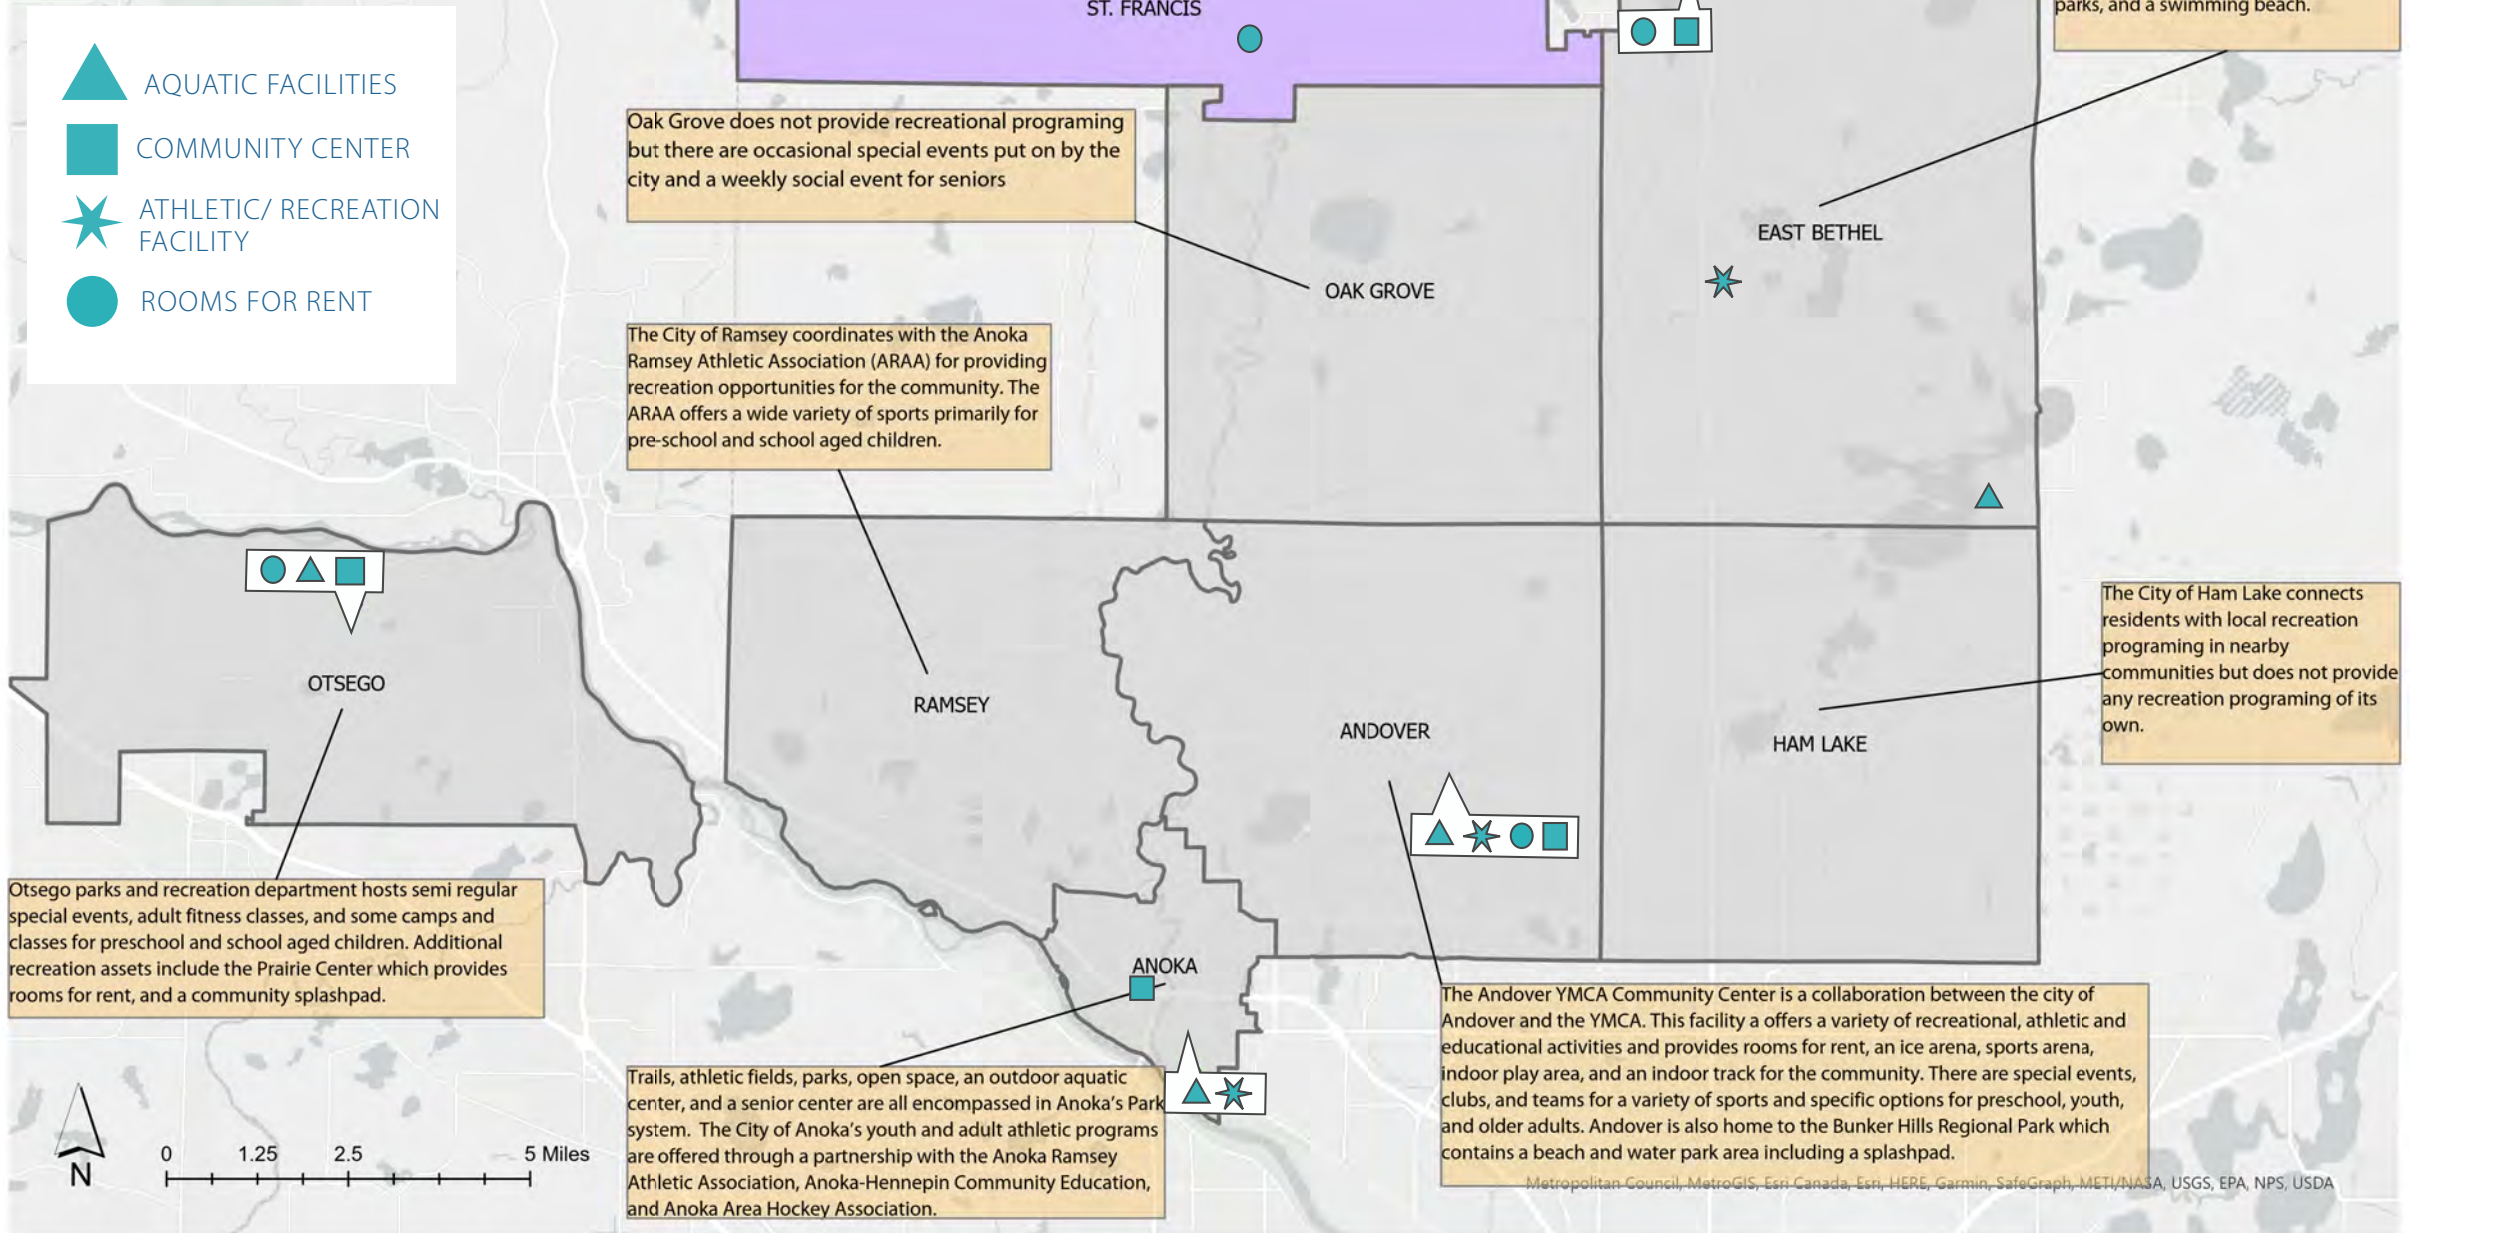 ST. FRANCIS
parks, and a swimming beach.
AQUATIC FACILITIES
COMMUNITY CENTER
ATHLETIC/ RECREATION
FACILITY
ROOMS FOR RENT
Oak Grove does not provide recreational programing
but there are occasional special events put on by the
city and a weekly social event for seniors
EAST BETHEL
OAK GROVE
The City of Ramsey coordinates with the Anoka
Ramsey Athletic Association (ARAA) for providing
recreation opportunities for the community. The
ARAA offers a wide variety of sports primarily for
pre-school and school aged children.
The City of Ham Lake connects
residents with local recreation
programing in nearby
communities but does not provide
any recreation programing of its
own.
OTSEGO
RAMSEY
ANDOVER
HAM LAKE
Otsego parks and recreation department hosts semi regular
special events, adult fitness classes, and some camps and
classes for preschool and school aged children. Additional
recreation assets include the Prairie Center which provides
rooms for rent, and a community splashpad.
ANOKA
The Andover YMCA Community Center is a collaboration between the city of
Andover and the YMCA. This facility a offers a variety of recreational, athletic and
educational activities and provides rooms for rent, an ice arena, sports arena,
indoor play area, and an indoor track for the community. There are special events,
clubs, and teams for a variety of sports and specific options for preschool, youth,
and older adults. Andover is also home to the Bunker Hills Regional Park which
contains a beach and water park area including a splashpad.
Trails, athletic fields, parks, open space, an outdoor aquatic
center, and a senior center are all encompassed in Anoka's Park
system. The City of Anoka's youth and adult athletic programs
are offered through a partnership with the Anoka Ramsey
Athletic Association, Anoka-Hennepin Community Education,
and Anoka Area Hockey Association.
N
0 1.25 2.5 5 Miles
Metropolitan Council, MetroGIS, Esri Canada, Esri, HERE, Garmin, SafeGraph, METI/NASA, USGS, EPA, NPS, USDA